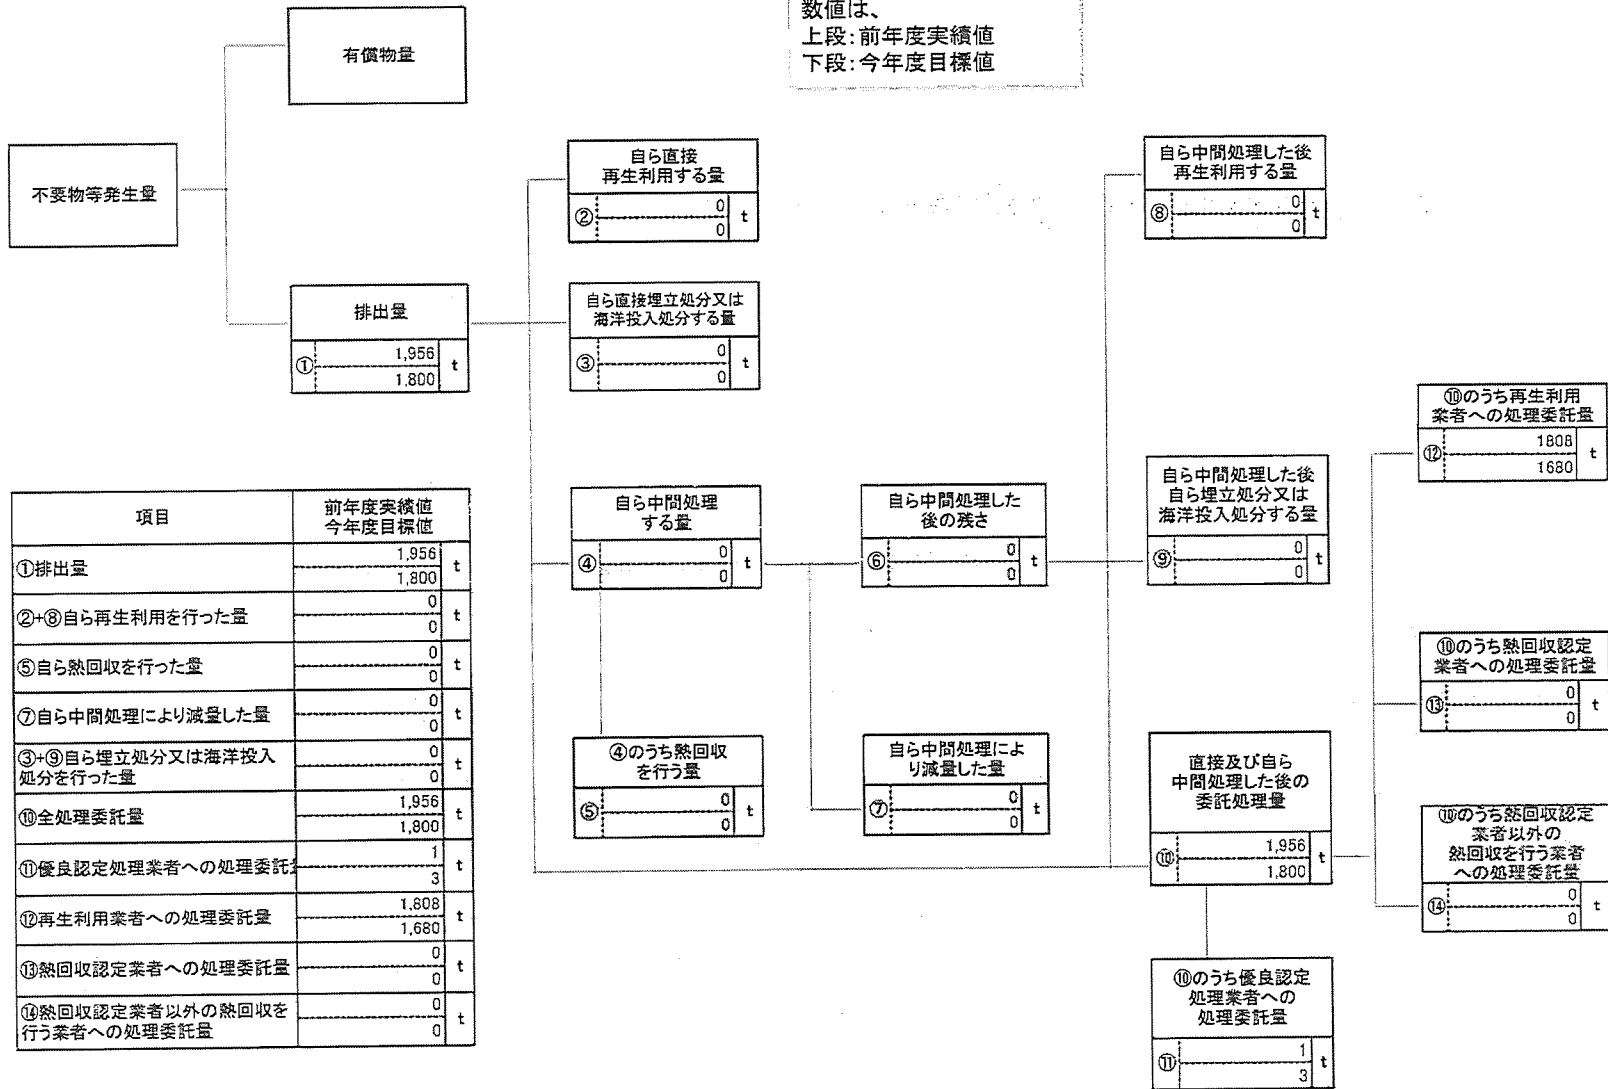 数値は、
上段:前年度実績値
下段:今年度目標値
有償物量
不要物等発生量
排出量
①
1,956
1,800
t
自ら直接
再生利用する量
②
0
0
t
自ら直接埋立処分又は
海洋投入処分する量
③
0
0
t
自ら中間処理
する量
④
0
0
t
④のうち熱回収
を行う量
⑤
0
0
t
自ら中間処理した
後の残さ
⑥
0
0
t
自ら中間処理によ
り減量した量
⑦
0
0
t
自ら中間処理した後
再生利用する量
⑧
0
0
t
自ら中間処理した後
自ら埋立処分又は
海洋投入処分する量
⑨
0
0
t
直接及び自ら
中間処理した後の
委託処理量
⑩
1,956
1,800
t
⑩のうち優良認定
処理業者への
処理委託量
⑪
1
3
t
⑩のうち再生利用
業者への処理委託量
⑫
1808
1680
t
⑩のうち熱回収認定
業者への処理委託量
⑬
0
0
t
⑩のうち熱回収認定
業者以外の
熱回収を行う業者
への処理委託量
⑭
0
0
t
項目
前年度実績値
今年度目標値
①排出量
1,956
1,800
t
②+⑧自ら再生利用を行った量
0
0
t
⑤自ら熱回収を行った量
0
0
t
⑦自ら中間処理により減量した量
0
0
t
③+⑨自ら埋立処分又は海洋投入
処分を行った量
0
0
t
⑩全処理委託量
1,956
1,800
t
⑪優良認定処理業者への処理委託
1
3
t
⑫再生利用業者への処理委託量
1,808
1,680
t
⑬熱回収認定業者への処理委託量
0
0
t
⑭熱回収認定業者以外の熱回収を
行う業者への処理委託量
0
0
t